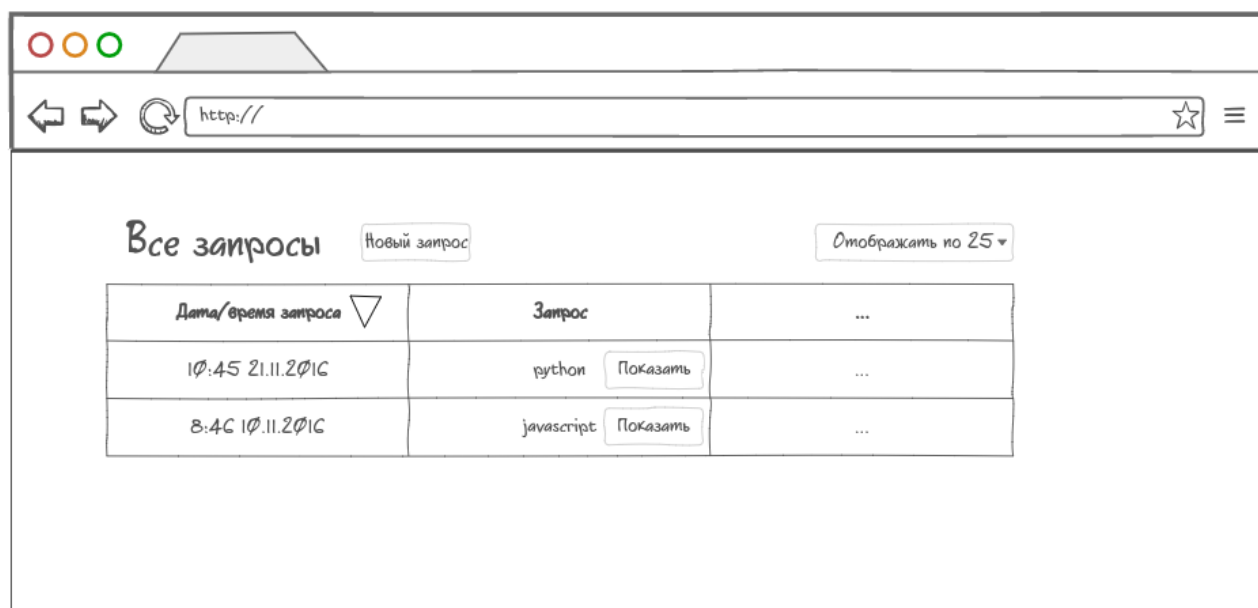 http://
Все запросы Новый запрос Отображать по 25
Дата/время запроса Запрос ...
10:45 21.11.2016 python Показать ...
8:46 10.11.2016 javascript Показать ...